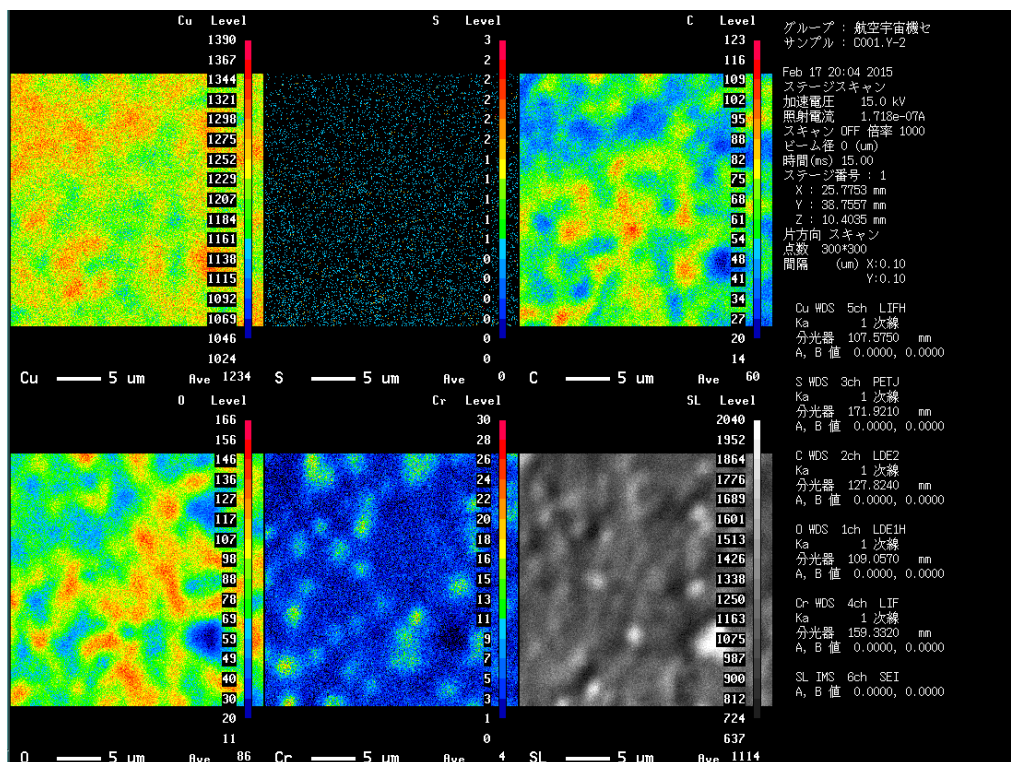 Cu Level
1390
1367
1344
1321
1298
1275
1252
1229
1207
1184
1161
1138
1115
1092
1069
1046
1024
Cu 5 um Ave 1234
S Level
3
2
2
2
2
2
1
1
1
1
1
0
0
0
0
0
0
S 5 um Ave 0
C Level
123
116
109
102
95
88
82
75
68
61
54
48
41
34
27
20
14
C 5 um Ave 60
O Level
166
156
146
136
127
117
107
98
88
78
69
59
49
40
30
20
11
O 5 um Ave 86
Cr Level
30
28
26
24
22
20
18
16
15
13
11
9
7
5
3
1
0
Cr 5 um Ave 4
SL Level
2040
1952
1864
1776
1689
1601
1513
1426
1338
1250
1163
1075
987
900
812
724
637
SL 5 um Ave 1114
グループ : 航空宇宙機セ
サンプル : C001.Y-2
Feb 17 20:04 2015
ステージスキャン
加速電圧 15.0 kV
照射電流 1.718e-07A
スキャン OFF 倍率 1000
ビーム径 0 (um)
時間(ms) 15.00
ステージ番号 : 1
X : 25.7753 mm
Y : 38.7557 mm
Z : 10.4035 mm
片方向 スキャン
点数 300*300
間隔 (um) X:0.10
Y:0.10
Cu WDS 5ch LIFH
Ka 1 次線
分光器 107.5750 mm
A, B 値 0.0000, 0.0000
S WDS 3ch PETJ
Ka 1 次線
分光器 171.9210 mm
A, B 値 0.0000, 0.0000
C WDS 2ch LDE2
Ka 1 次線
分光器 127.8240 mm
A, B 値 0.0000, 0.0000
O WDS 1ch LDE1H
Ka 1 次線
分光器 109.0570 mm
A, B 値 0.0000, 0.0000
Cr WDS 4ch LIF
Ka 1 次線
分光器 159.3320 mm
A, B 値 0.0000, 0.0000
SL IMS 6ch SEI
A, B 値 0.0000, 0.0000